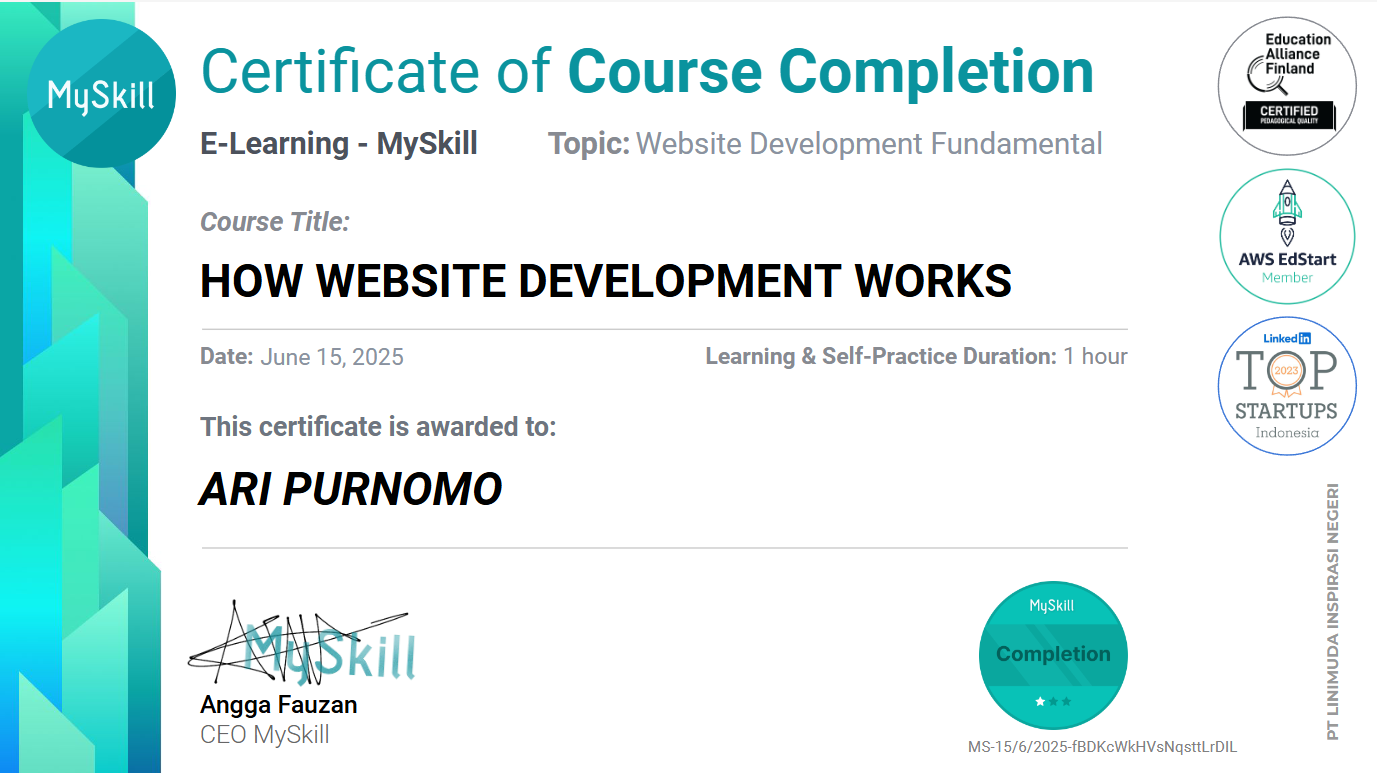 MySkill
Certificate of Course Completion
E-Learning - MySkill
Topic: Website Development Fundamental
Course Title:
HOW WEBSITE DEVELOPMENT WORKS
Date: June 15, 2025
Learning & Self-Practice Duration: 1 hour
This certificate is awarded to:
ARI PURNOMO
MySkill
Angga Fauzan
CEO MySkill
MySkill
Completion
MS-15/6/2025-fBDKcWkHVsNqsttLrDIL
Education
Alliance
Finland
CERTIFIED
PEDAGOGICAL QUALITY
AWS EdStart
Member
LinkedIn
TOP
2023
STARTUPS
Indonesia
PT LINIMUDA INSPIRASI NEGERI